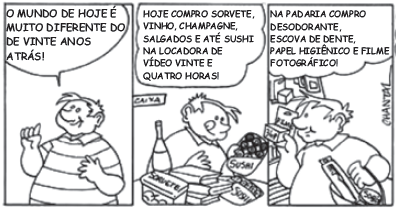 O MUNDO DE HOJE É
MUITO DIFERENTE DO
DE VINTE ANOS
ATRÁS!
HOJE COMPRO SORVETE,
VINHO, CHAMPAGNE,
SALGADOS E ATÉ SUSHI
NA LOCADORA DE
VÍDEO VINTE E
QUATRO HORAS!
CAIXA
SORVETE
SUSHI
SUSHI
NA PADARIA COMPRO
DESODORANTE,
ESCOVA DE DENTE,
PAPEL HIGIÊNICO E FILME
FOTOGRÁFICO!
CHANTAL